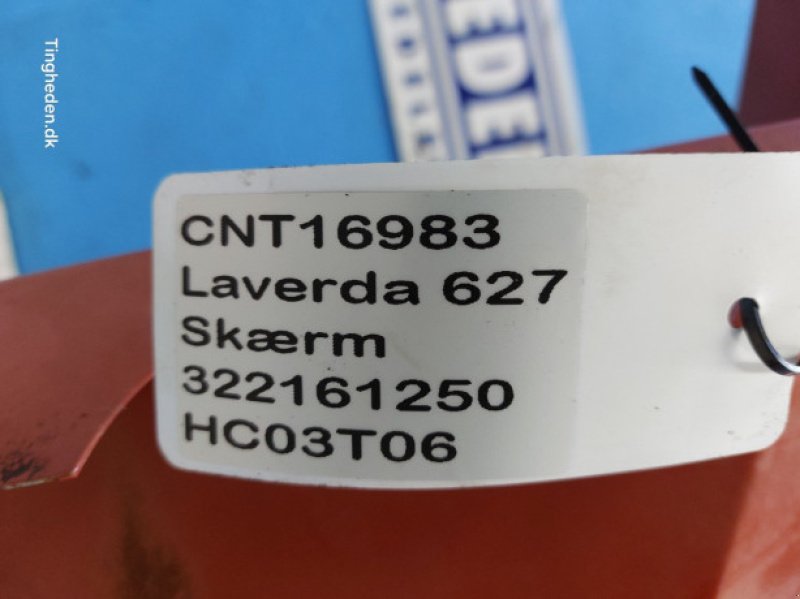 Tingheden.dk
CNT16983
Laverda 627
Skærm
322161250
HC03T06